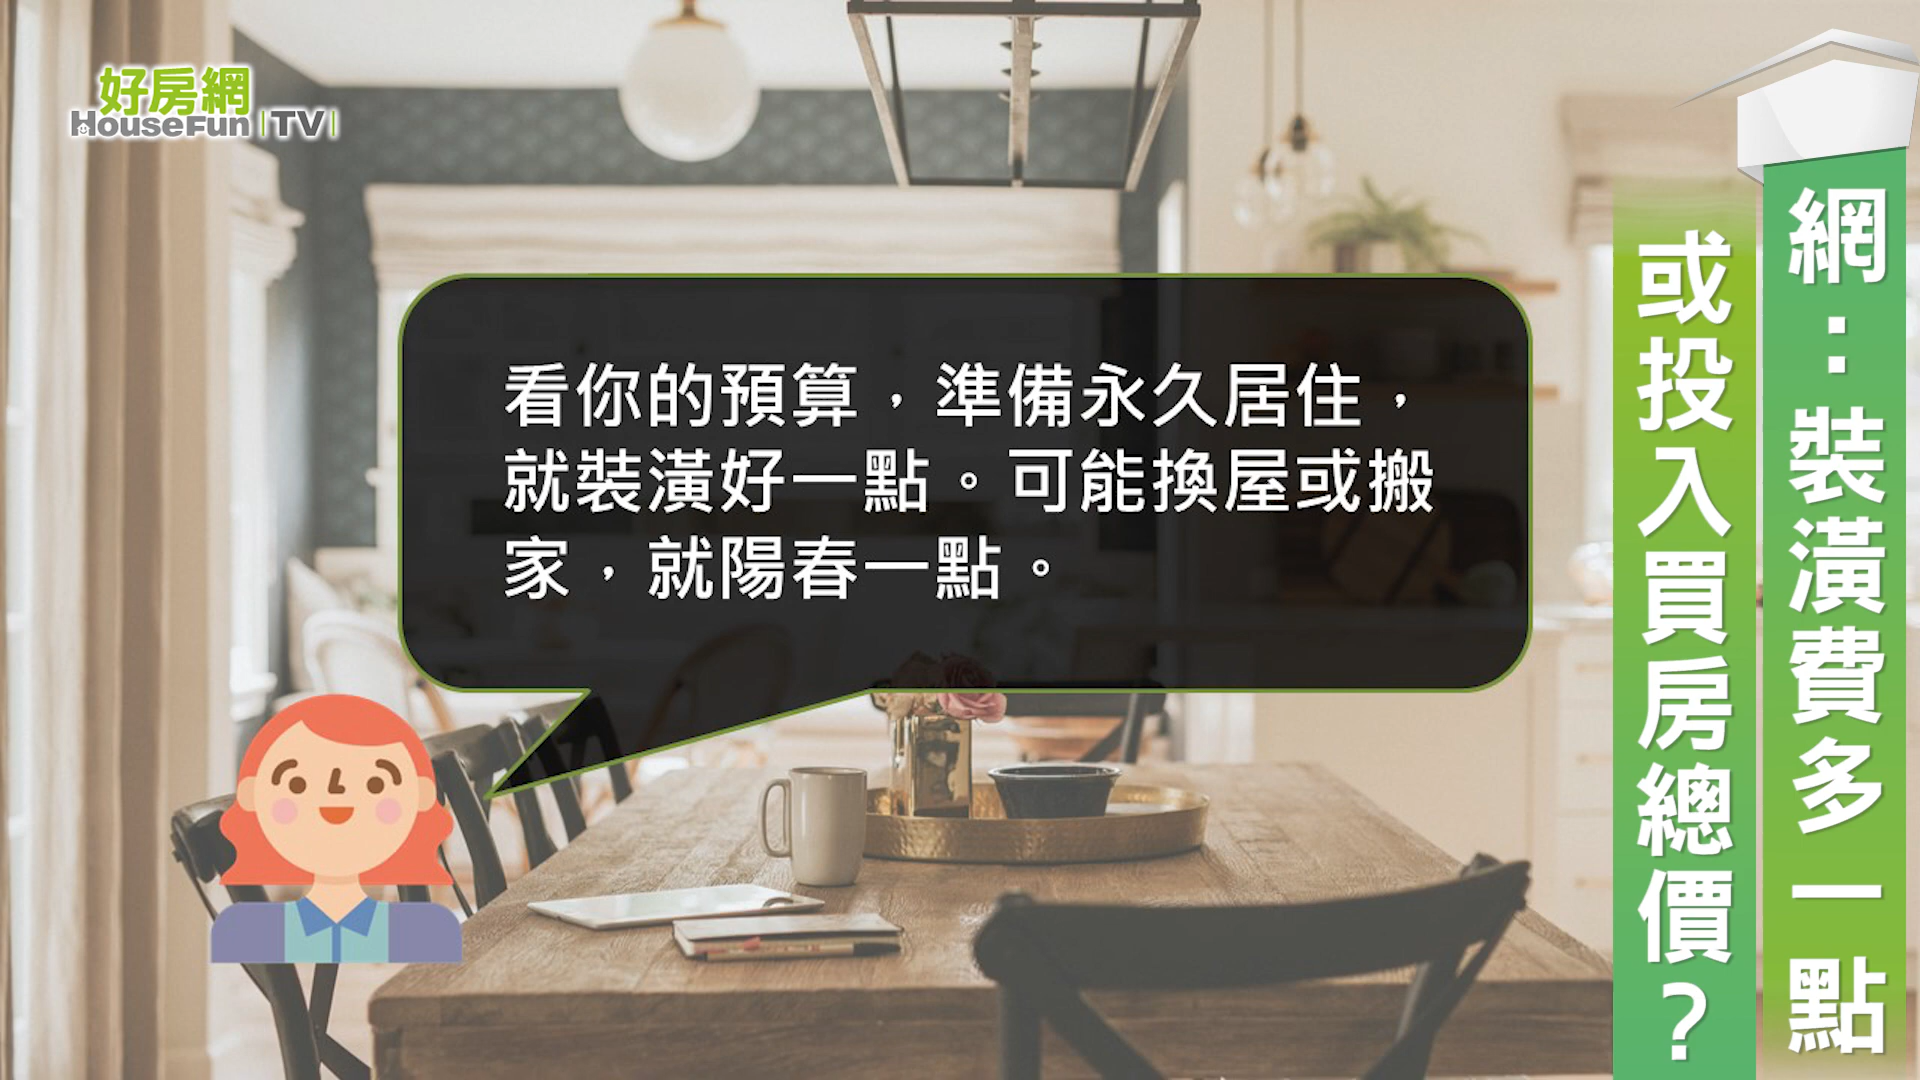 好房網
HouseFun TV
網：裝潢費多一點
或投入買房總價？
看你的預算，準備永久居住，
就裝潢好一點。可能換屋或搬
家，就陽春一點。